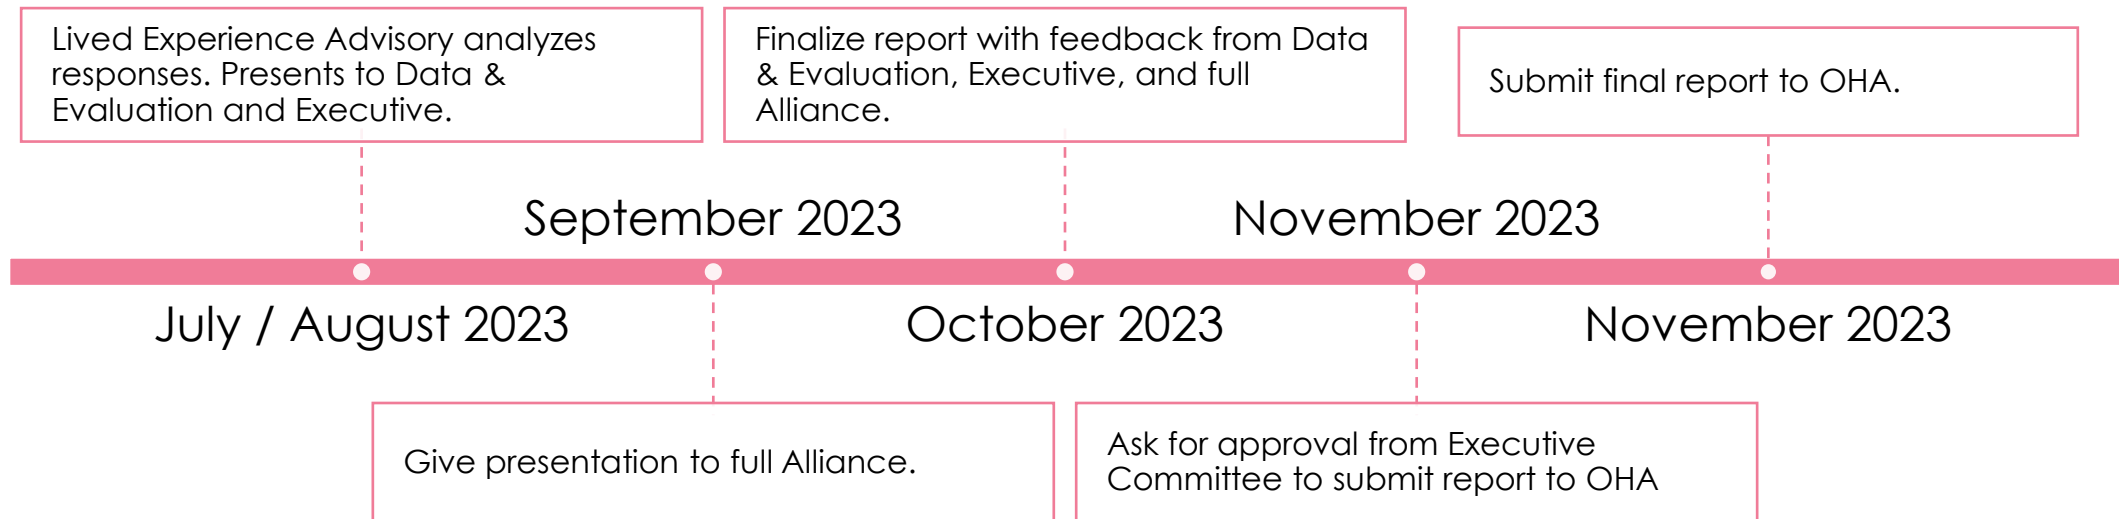 Lived Experience Advisory analyzes
responses. Presents to Data &
Evaluation and Executive.
Finalize report with feedback from Data
& Evaluation, Executive, and full
Alliance.
Submit final report to OHA.
September 2023
November 2023
July / August 2023
October 2023
November 2023
Give presentation to full Alliance.
Ask for approval from Executive
Committee to submit report to OHA